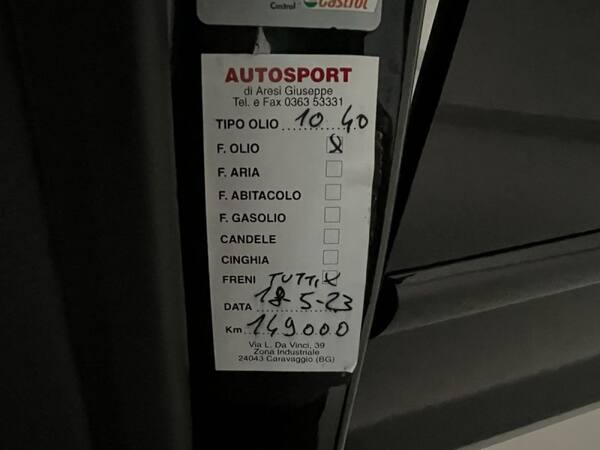 Castrol Castrol
AUTOSPORT
di Aresi Giuseppe
Tel. e Fax 0363 53331
TIPO OLIO 10 40
F. OLIO X
F. ARIA
F. ABITACOLO
F. GASOLIO
CANDELE
CINGHIA
FRENI TUTTI X
DATA 18-5-23
Km 149000
Via L. Da Vinci, 39
Zona Industriale
24043 Caravaggio (BG)